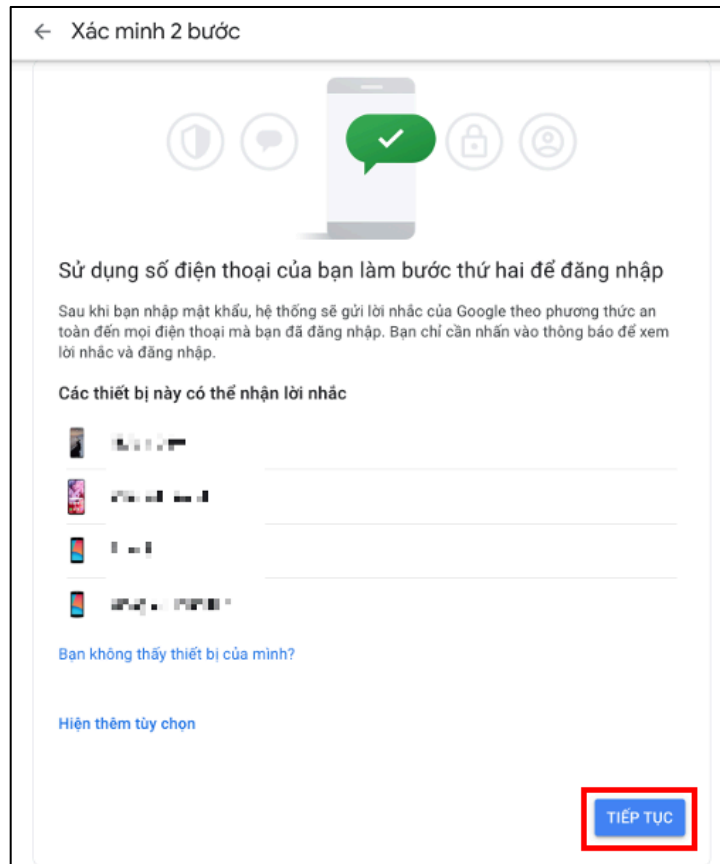 Xác minh 2 bước
Sử dụng số điện thoại của bạn làm bước thứ hai để đăng nhập
Sau khi bạn nhập mật khẩu, hệ thống sẽ gửi lời nhắc của Google theo phương thức an
toàn đến mọi điện thoại mà bạn đã đăng nhập. Bạn chỉ cần nhấn vào thông báo để xem
lời nhắc và đăng nhập.
Các thiết bị này có thể nhận lời nhắc
Bạn không thấy thiết bị của mình?
Hiện thêm tùy chọn
TIẾP TỤC